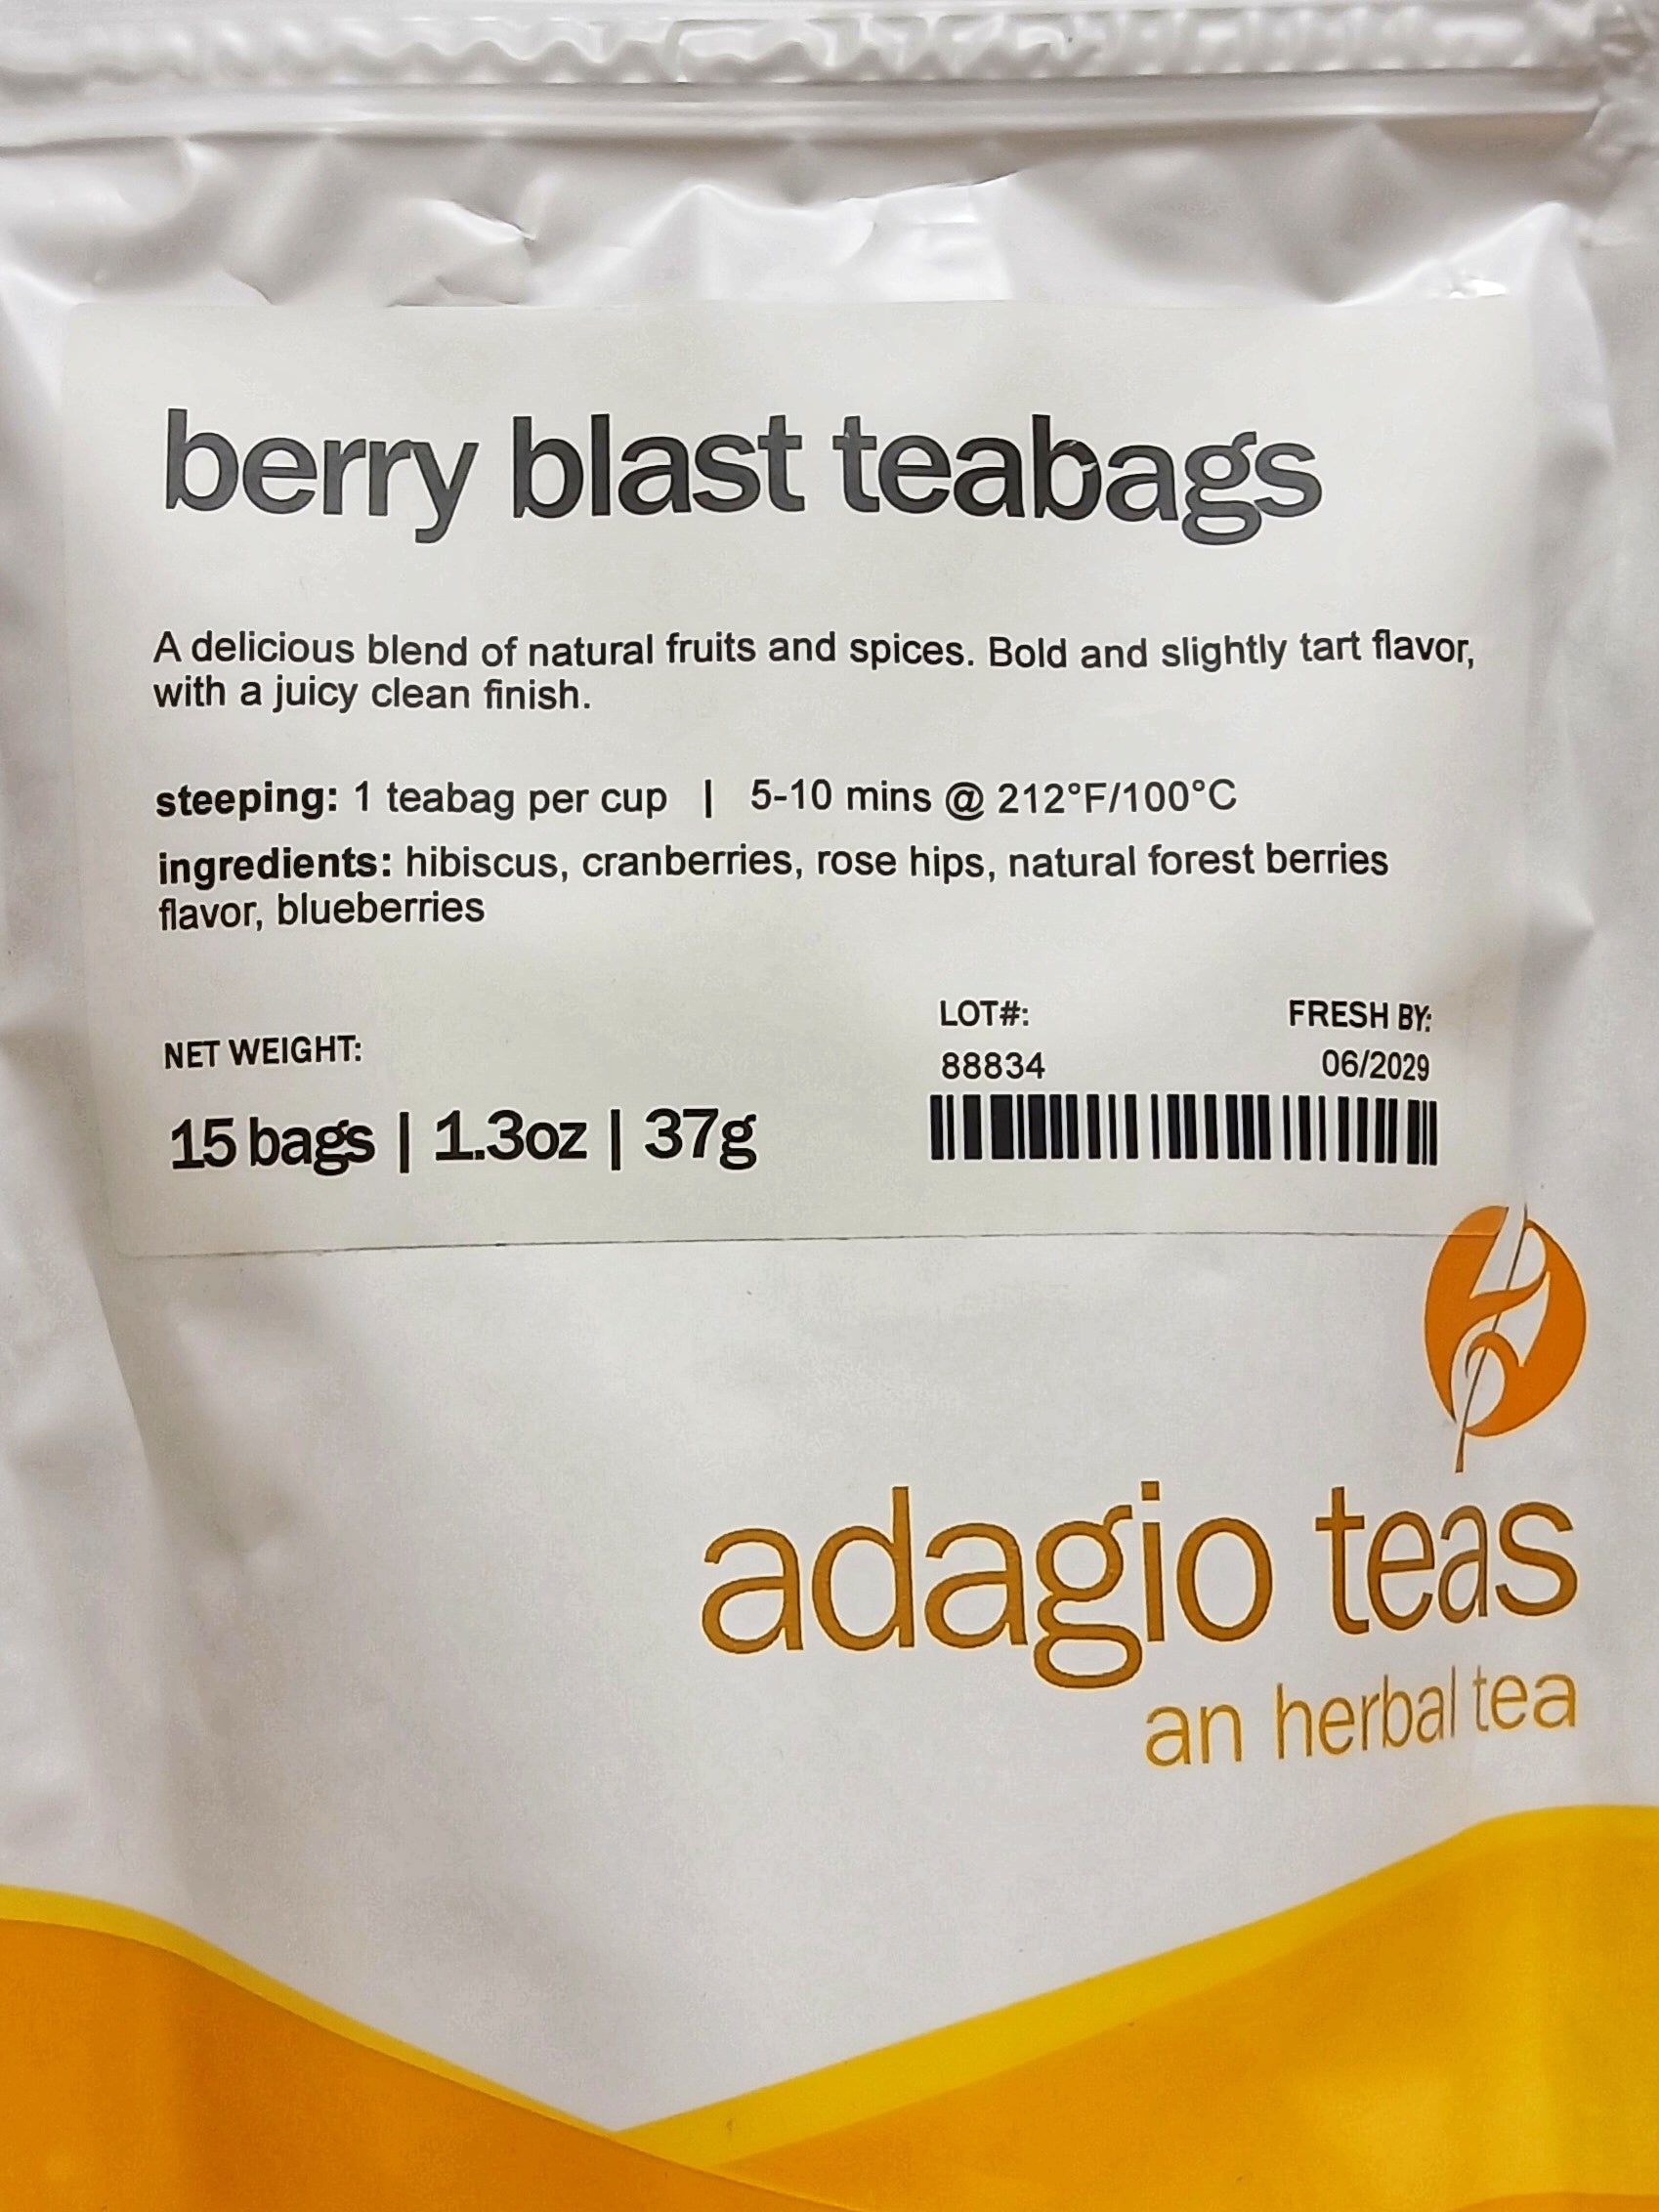 berry blast teabags
A delicious blend of natural fruits and spices. Bold and slightly tart flavor,
with a juicy clean finish.
steeping: 1 teabag per cup | 5-10 mins @ 212°F/100°C
ingredients: hibiscus, cranberries, rose hips, natural forest berries
flavor, blueberries
NET WEIGHT:
15 bags | 1.3oz | 37g
LOT#:
88834
FRESH BY:
06/2029
adagio teas
an herbal tea